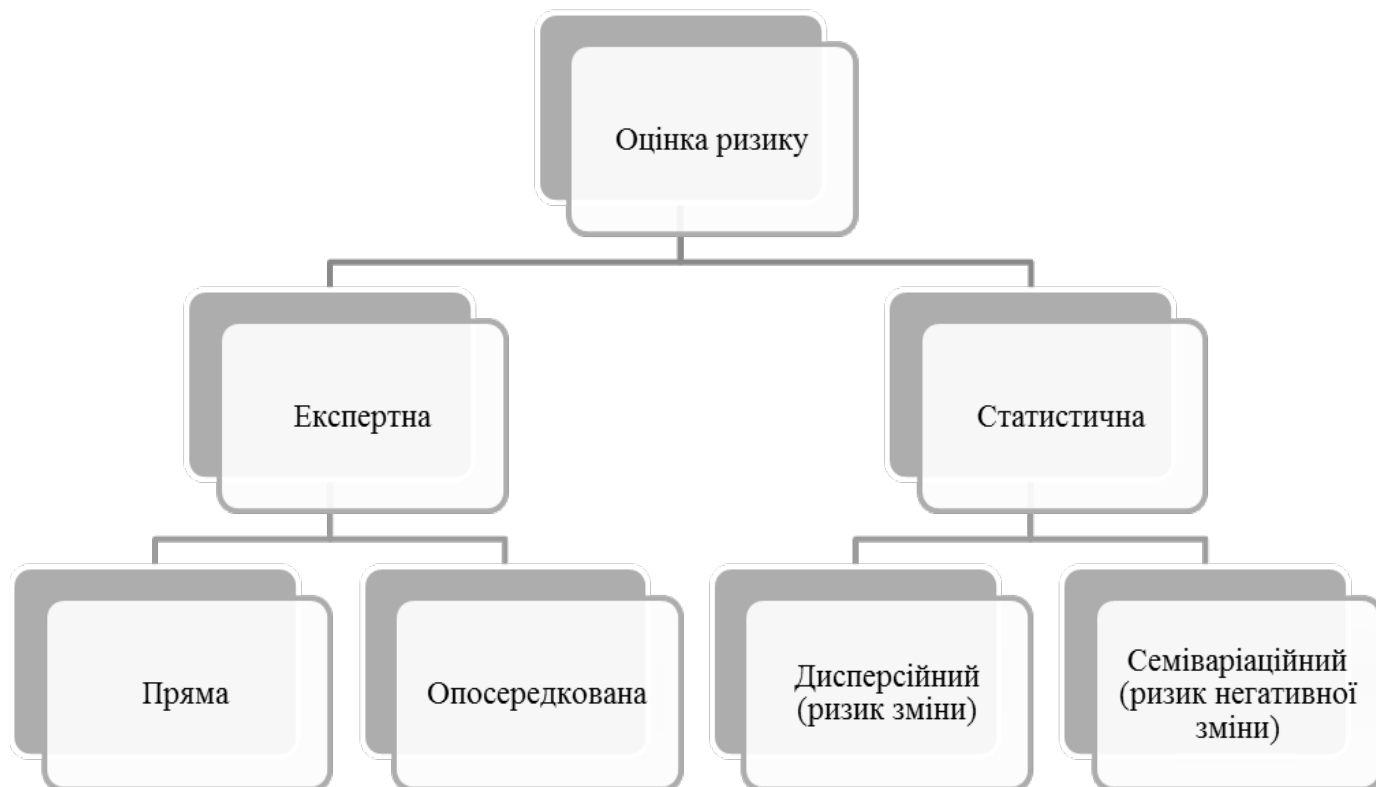 Оцінка ризику
Експертна
Статистична
Пряма
Опосередкована
Дисперсійний
(ризик зміни)
Семіваріаційний
(ризик негативної
зміни)